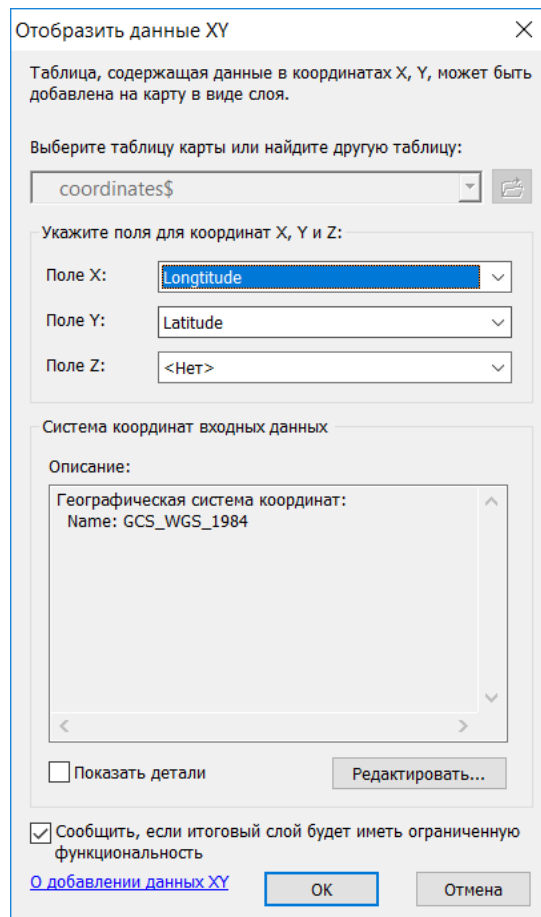 Отобразить данные XY
Таблица, содержащая данные в координатах X, Y, может быть
добавлена на карту в виде слоя.
Выберите таблицу карты или найдите другую таблицу:
coordinates$
Укажите поля для координат X, Y и Z:
Поле X: Longtitude
Поле Y: Latitude
Поле Z: <Нет>
Система координат входных данных
Описание:
Географическая система координат:
Name: GCS_WGS_1984
Показать детали Редактировать...
Сообщить, если итоговый слой будет иметь ограниченную
функциональность
О добавлении данных XY OK Отмена